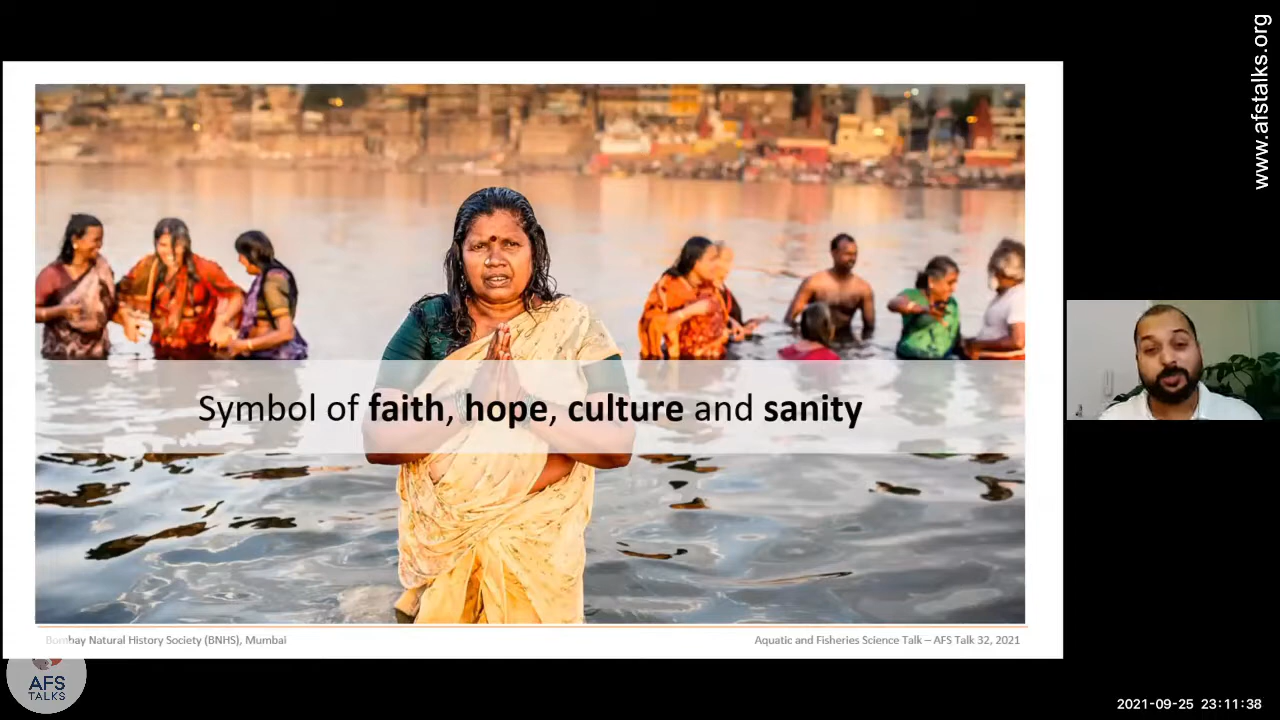 www.afstalks.org
Symbol of faith, hope, culture and sanity
Bombay Natural History Society (BNHS), Mumbai
Aquatic and Fisheries Science Talk – AFS Talk 32, 2021
AFS
TALKS
2021-09-25 23:11:38